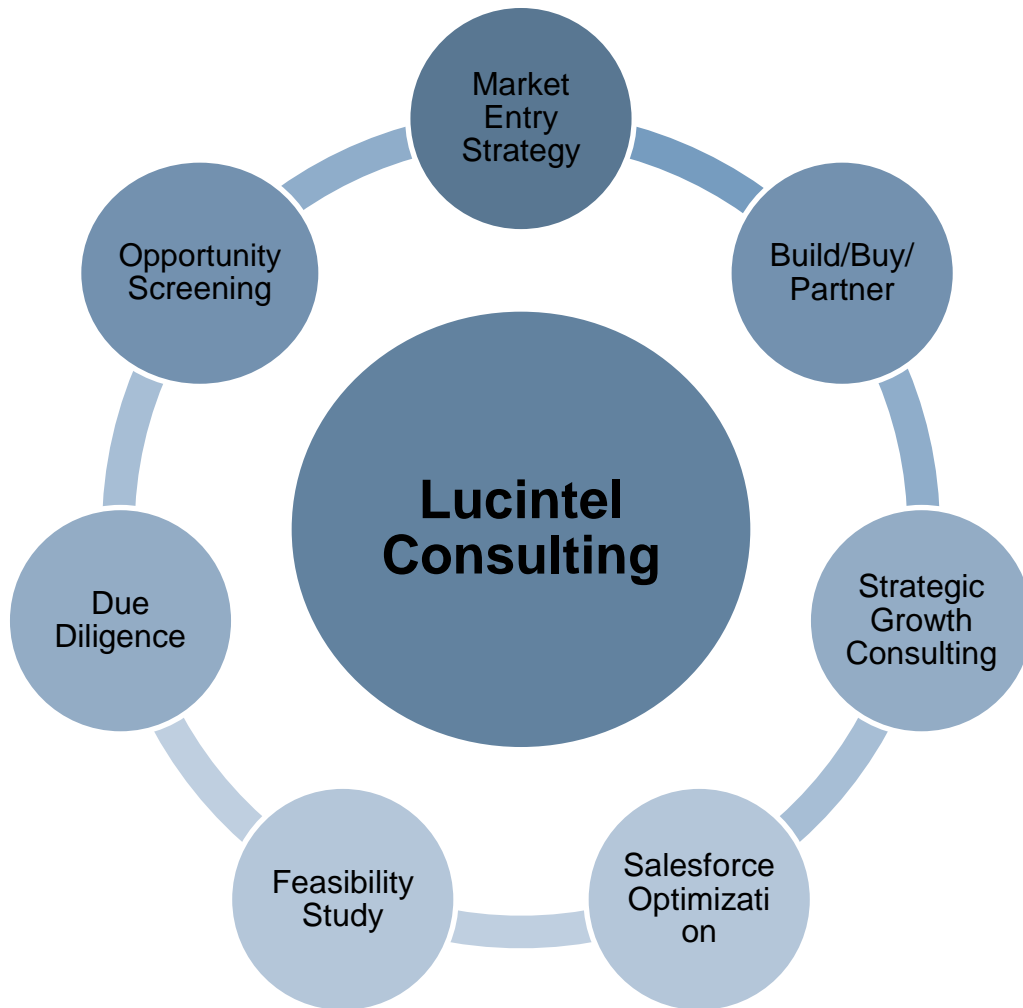 Market
Entry
Strategy
Opportunity
Screening
Build/Buy/
Partner
Lucintel
Consulting
Due
Diligence
Strategic
Growth
Consulting
Feasibility
Study
Salesforce
Optimizati
on